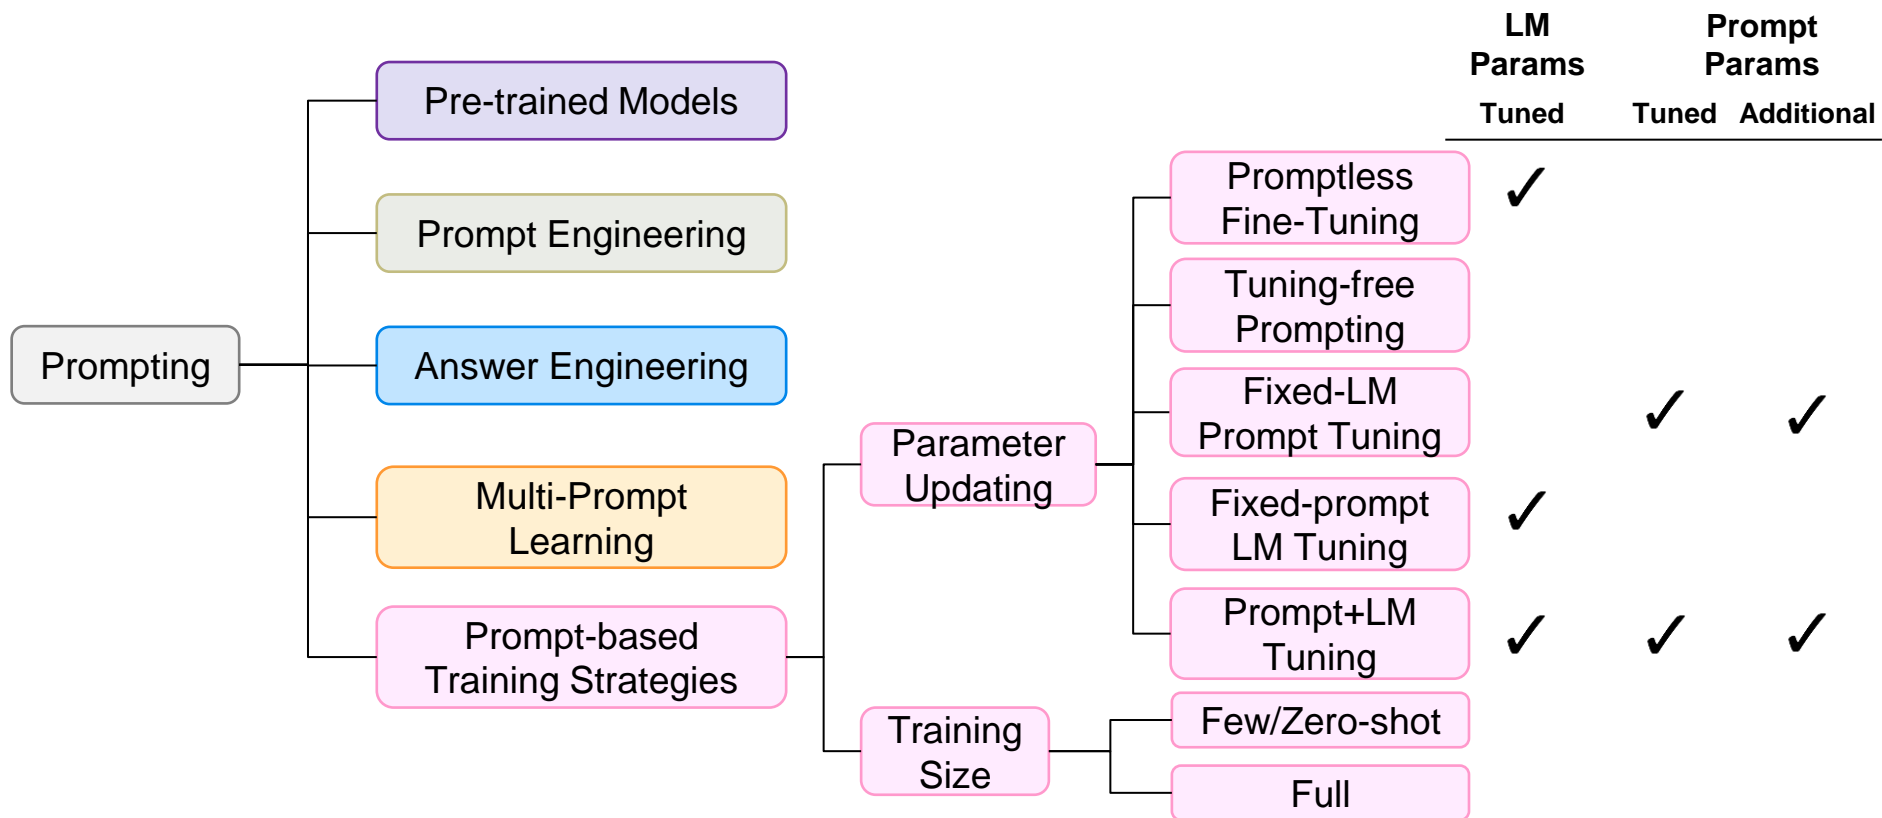 LM
Params
Prompt
Params
Tuned
Tuned
Additional
Prompting
Pre-trained Models
Prompt Engineering
Answer Engineering
Multi-Prompt
Learning
Prompt-based
Training Strategies
Parameter
Updating
Training
Size
Promptless
Fine-Tuning
✓
Tuning-free
Prompting
Fixed-LM
Prompt Tuning
✓ ✓
Fixed-prompt
LM Tuning
✓
Prompt+LM
Tuning
✓ ✓ ✓
Few/Zero-shot
Full